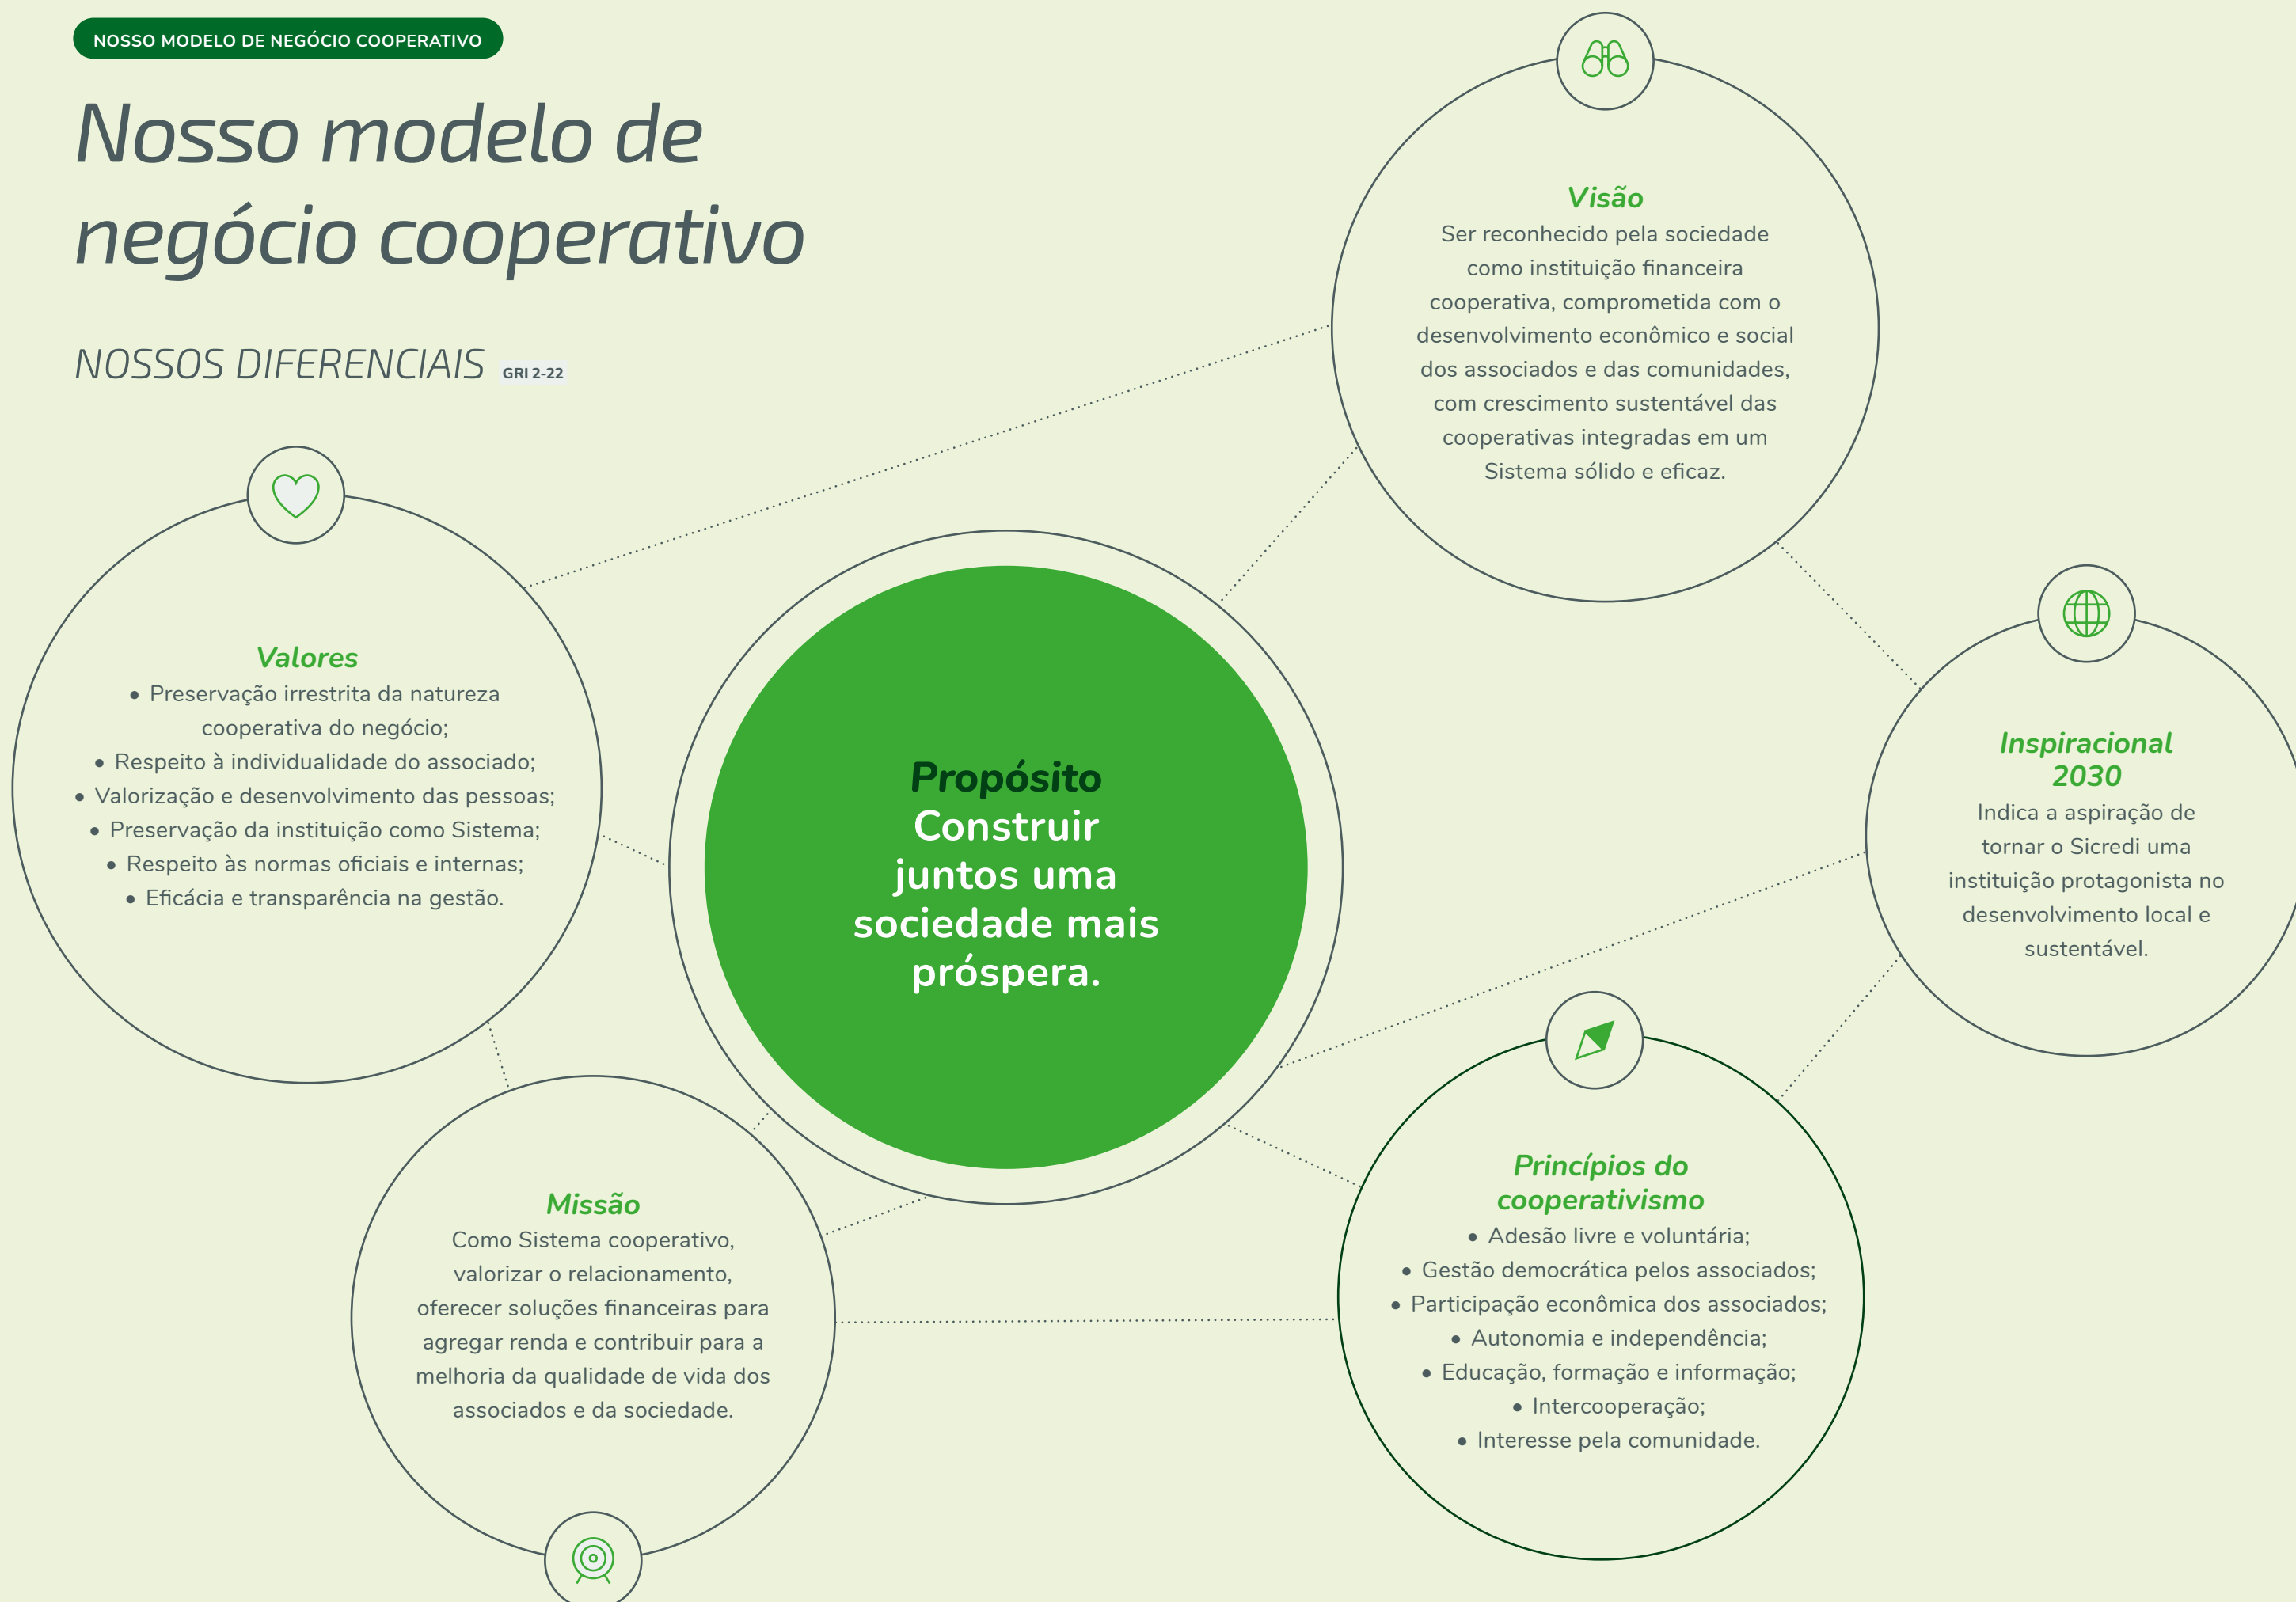 NOSSO MODELO DE NEGÓCIO COOPERATIVO
Nosso modelo de
negócio cooperativo
NOSSOS DIFERENCIAIS GRI 2-22
Visão
Ser reconhecido pela sociedade
como instituição financeira
cooperativa, comprometida com o
desenvolvimento econômico e social
dos associados e das comunidades,
com crescimento sustentável das
cooperativas integradas em um
Sistema sólido e eficaz.
Valores
• Preservação irrestrita da natureza
cooperativa do negócio;
• Respeito à individualidade do associado;
• Valorização e desenvolvimento das pessoas;
• Preservação da instituição como Sistema;
• Respeito às normas oficiais e internas;
• Eficácia e transparência na gestão.
Propósito
Construir
juntos uma
sociedade mais
próspera.
Inspiracional
2030
Indica a aspiração de
tornar o Sicredi uma
instituição protagonista no
desenvolvimento local e
sustentável.
Missão
Como Sistema cooperativo,
valorizar o relacionamento,
oferecer soluções financeiras para
agregar renda e contribuir para a
melhoria da qualidade de vida dos
associados e da sociedade.
Princípios do
cooperativismo
• Adesão livre e voluntária;
• Gestão democrática pelos associados;
• Participação econômica dos associados;
• Autonomia e independência;
• Educação, formação e informação;
• Intercooperação;
• Interesse pela comunidade.